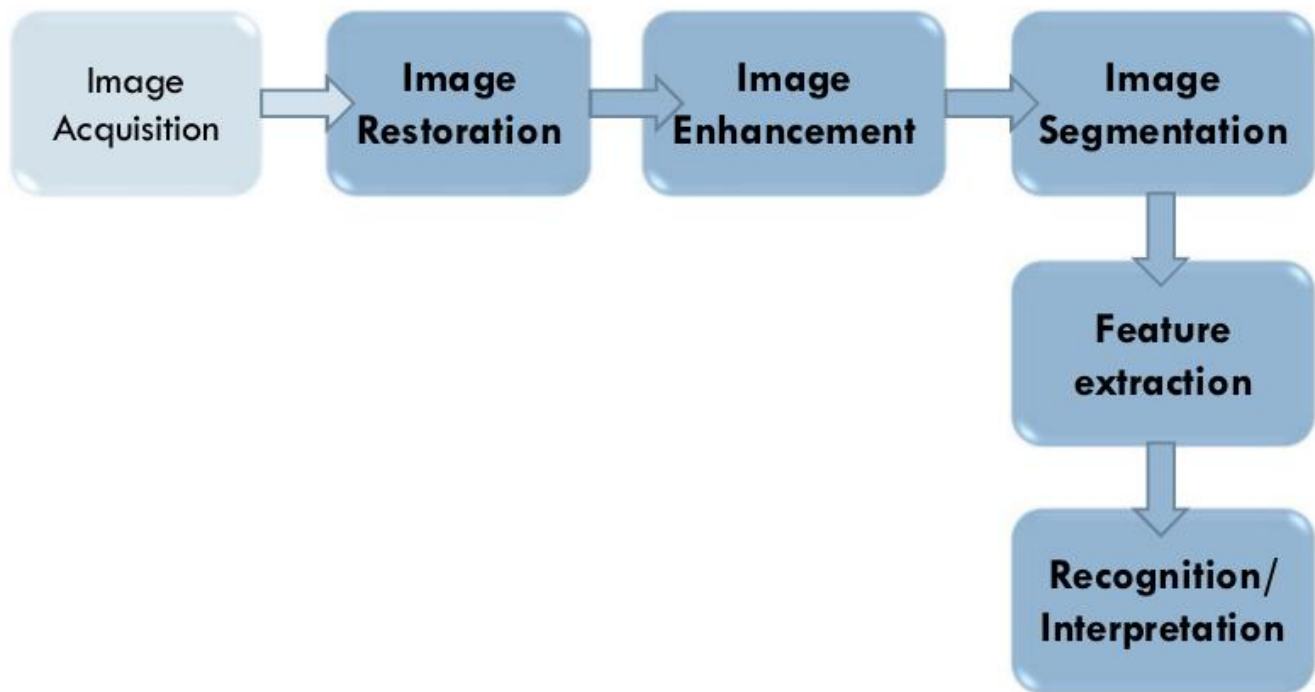 Image
Acquisition
Image
Restoration
Image
Enhancement
Image
Segmentation
Feature
extraction
Recognition/
Interpretation